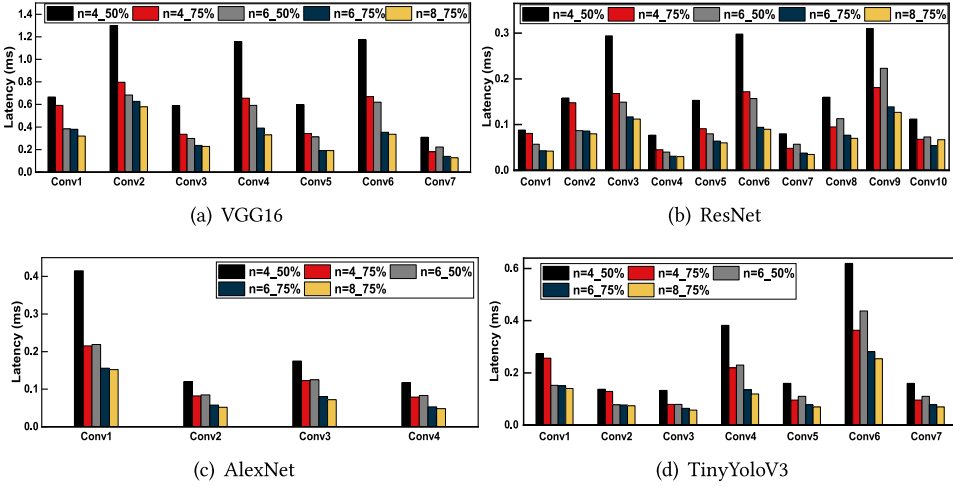 n=4_50% n=4_75% n=6_50% n=6_75% n=8_75%
Latency (ms)
1.4
1.2
1.0
0.8
0.6
0.4
0.2
0.0
Conv1 Conv2 Conv3 Conv4 Conv5 Conv6 Conv7
(a) VGG16
n=4_50% n=4_75% n=6_50% n=6_75% n=8_75%
Latency (ms)
0.3
0.2
0.1
0.0
Conv1 Conv2 Conv3 Conv4 Conv5 Conv6 Conv7 Conv8 Conv9 Conv10
(b) ResNet
n=4_50% n=4_75% n=6_50%
n=6_75% n=8_75%
Latency (ms)
0.4
0.3
0.2
0.1
0.0
Conv1 Conv2 Conv3 Conv4
(c) AlexNet
n=4_50% n=4_75% n=6_50%
n=6_75% n=8_75%
Latency (ms)
0.6
0.4
0.2
0.0
Conv1 Conv2 Conv3 Conv4 Conv5 Conv6 Conv7
(d) TinyYoloV3